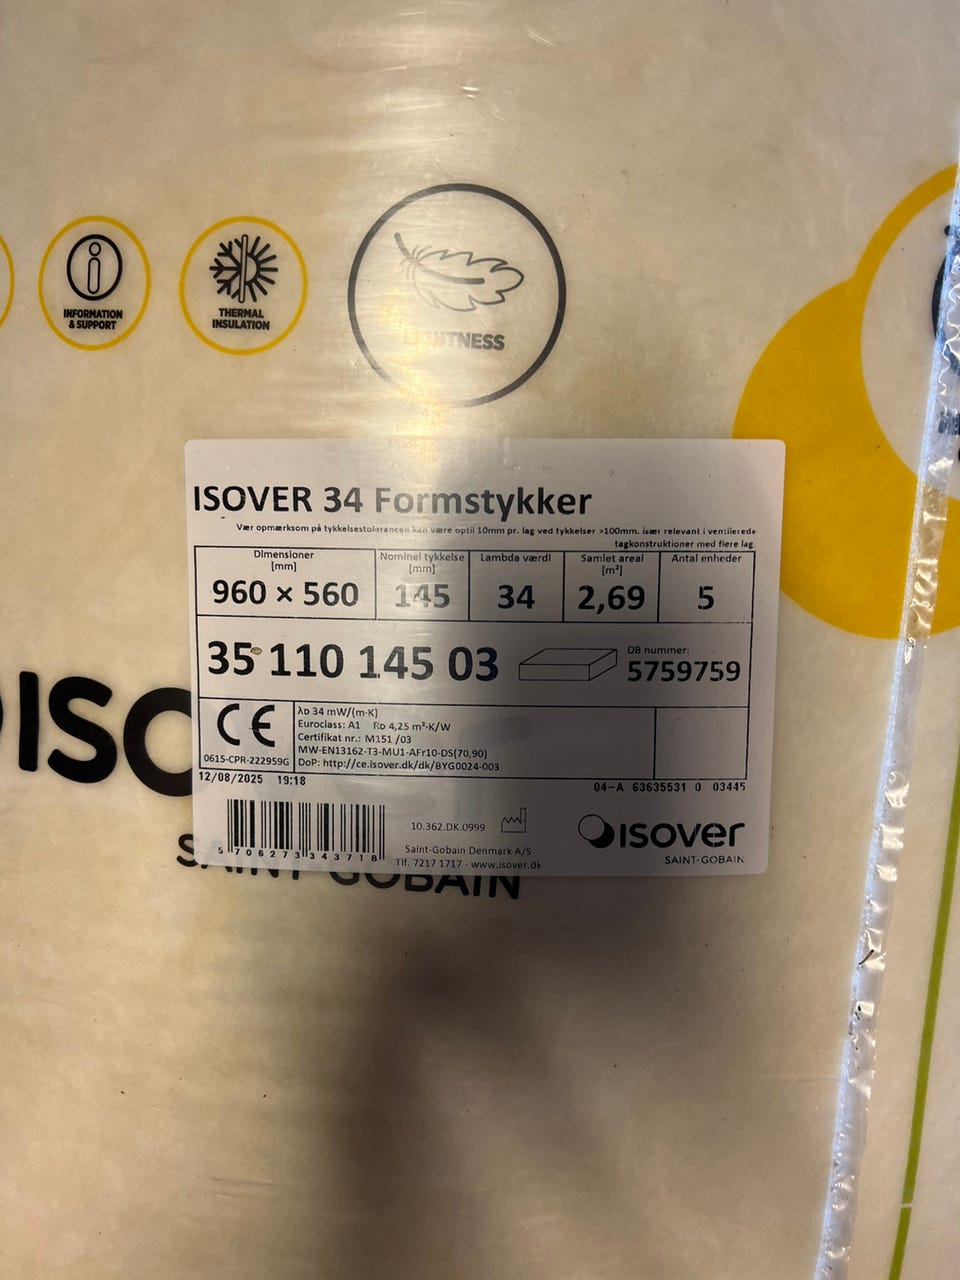 INFORMATION
& SUPPORT
THERMAL
INSULATION
LIGHTNESS
ISOVER 34 Formstykker
Vær opmærksom på tykkelsestolerancen kan være optil 10mm pr. lag ved tykkelser >100mm. især relevant i ventilerede
tagkonstruktioner med flere lag.
Dimensioner
[mm]
960 × 560
Nominel tykkelse
[mm]
145
Lambda værdi
34
Samlet areal
[m²]
2,69
Antal enheder
5
35 110 145 03
DB nummer:
5759759
CE
0615-CPR-222959G
λD 34 mW/(m·K)
Euroclass: A1 RD 4,25 m²·K/W
Certifikat nr.: M151 /03
MW-EN13162-T3-MU1-AFr10-DS(70,90)
DoP: http://ce.isover.dk/dk/BYG0024-003
12/08/2025 19:18
04-A 63635531 0 03445
5 706273 343718
10.362.DK.0999
Saint-Gobain Denmark A/S
Tlf. 7217 1717 - www.isover.dk
isover
SAINT-GOBAIN
ISO
SAINT-GOBAIN